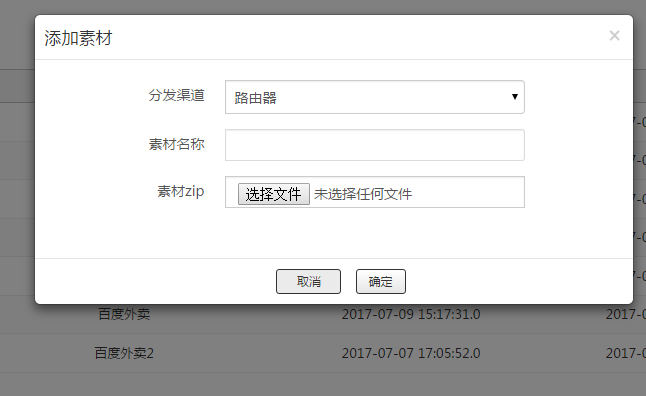 添加素材 ×
分发渠道 路由器
素材名称
素材zip 选择文件 未选择任何文件
取消 确定
百度外卖 2017-07-09 15:17:31.0 2017-0
百度外卖2 2017-07-07 17:05:52.0 2017-0